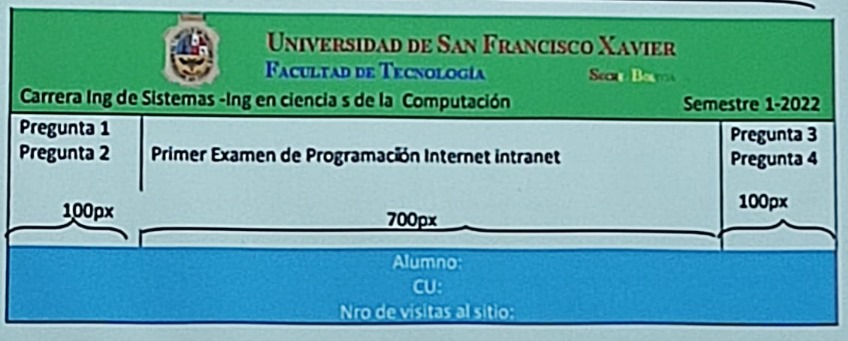 UNIVERSIDAD DE SAN FRANCISCO XAVIER
FACULTAD DE TECNOLOGÍA
Carrera Ing de Sistemas -Ing en ciencia s de la Computación Semestre 1-2022
Pregunta 1
Pregunta 2
Primer Examen de Programación Internet intranet
Pregunta 3
Pregunta 4
100px
700px
100px
Alumno:
CU:
Nro de visitas al sitio: